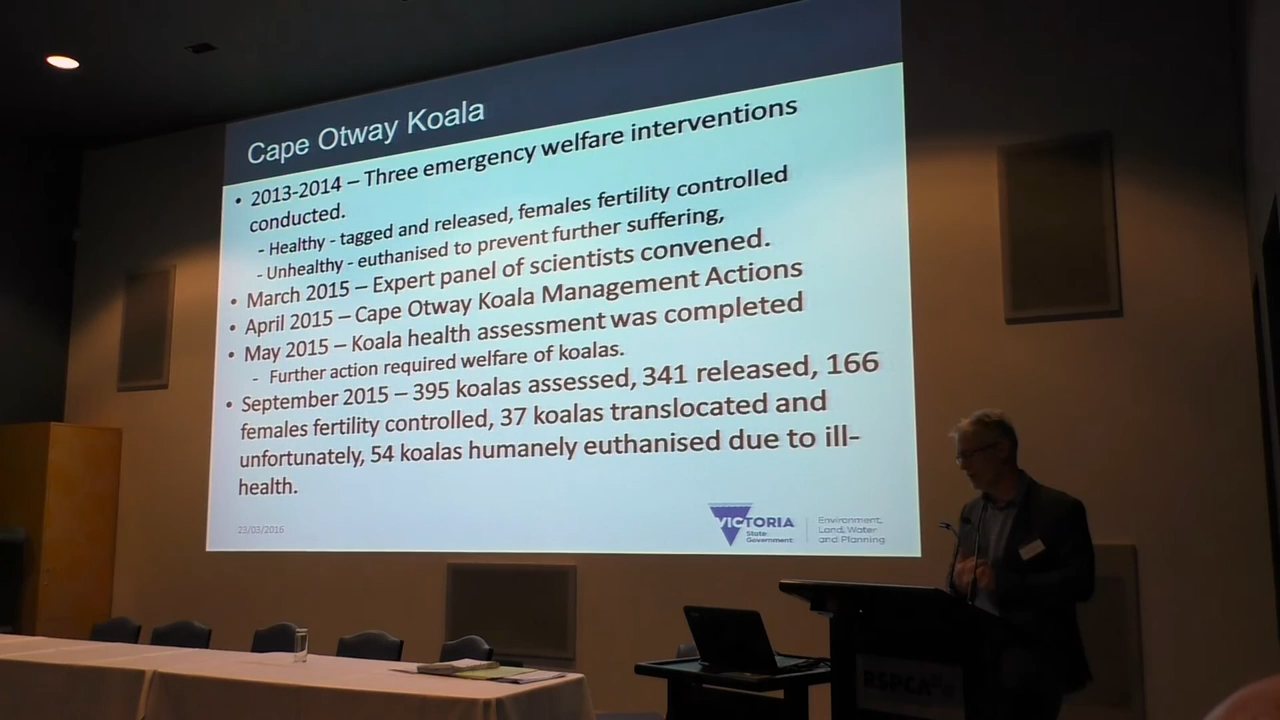 Cape Otway Koala
• 2013-2014 – Three emergency welfare interventions
conducted.
- Healthy - tagged and released, females fertility controlled
- Unhealthy - euthanised to prevent further suffering,
• March 2015 – Expert panel of scientists convened.
• April 2015 – Cape Otway Koala Management Actions
• May 2015 – Koala health assessment was completed
- Further action required welfare of koalas.
• September 2015 – 395 koalas assessed, 341 released, 166
females fertility controlled, 37 koalas translocated and
unfortunately, 54 koalas humanely euthanised due to ill-
health.
23/03/2016
VICTORIA
State
Government
Environment,
Land, Water
and Planning
RSPCA